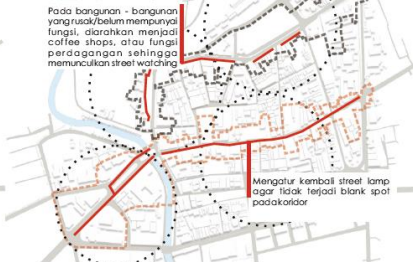 Pada bangunan - bangunan
yang rusak/belum mempunyai
fungsi, diarahkan menjadi
coffee shops, atau fungsi
perdagangan sehingga
memunculkan street watching
Mengatur kembali street lamp
agar tidak terjadi blank spot
padakoridor